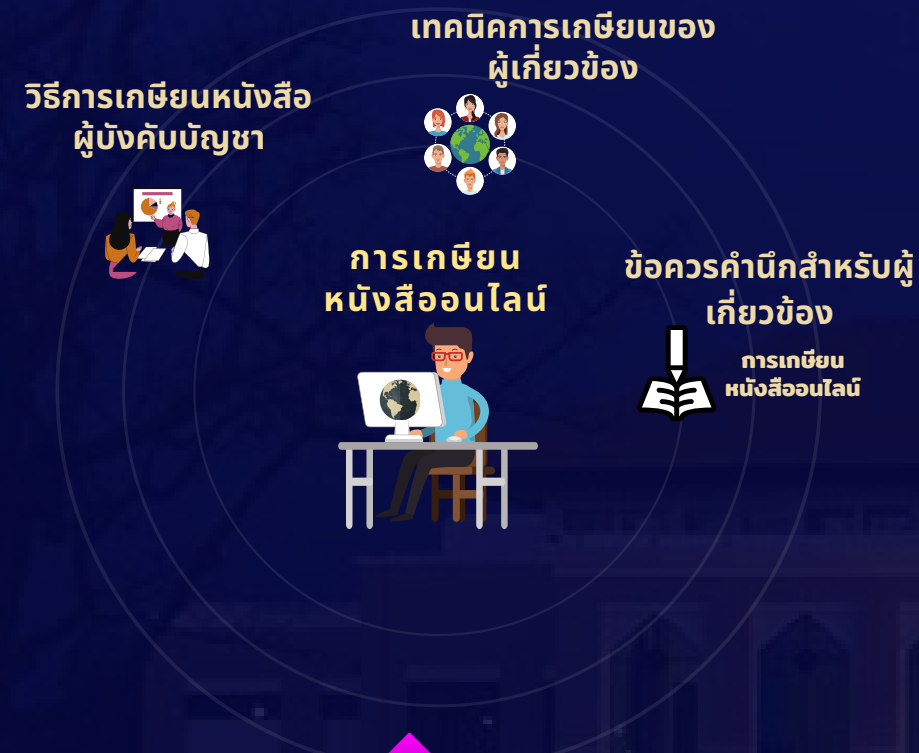 เทคนิคการเกษียนของ
ผู้เกี่ยวข้อง
วิธีการเกษียนหนังสือ
ผู้บังคับบัญชา
การเกษียน
หนังสือออนไลน์
ข้อควรคำนึกสำหรับผู้
เกี่ยวข้อง
การเกษียน
หนังสือออนไลน์